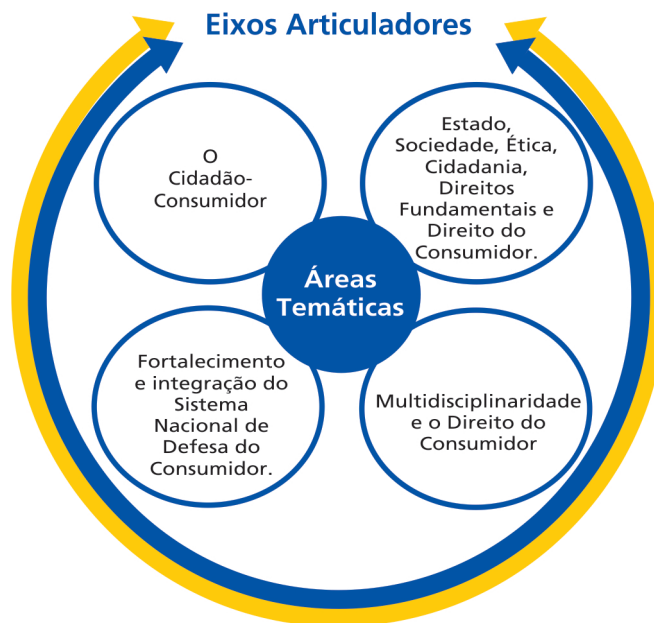 Eixos Articuladores
O
Cidadão-
Consumidor
Estado,
Sociedade, Ética,
Cidadania,
Direitos
Fundamentais e
Direito do
Consumidor.
Áreas
Temáticas
Fortalecimento
e integração do
Sistema
Nacional de
Defesa do
Consumidor.
Multidisciplinaridade
e o Direito do
Consumidor